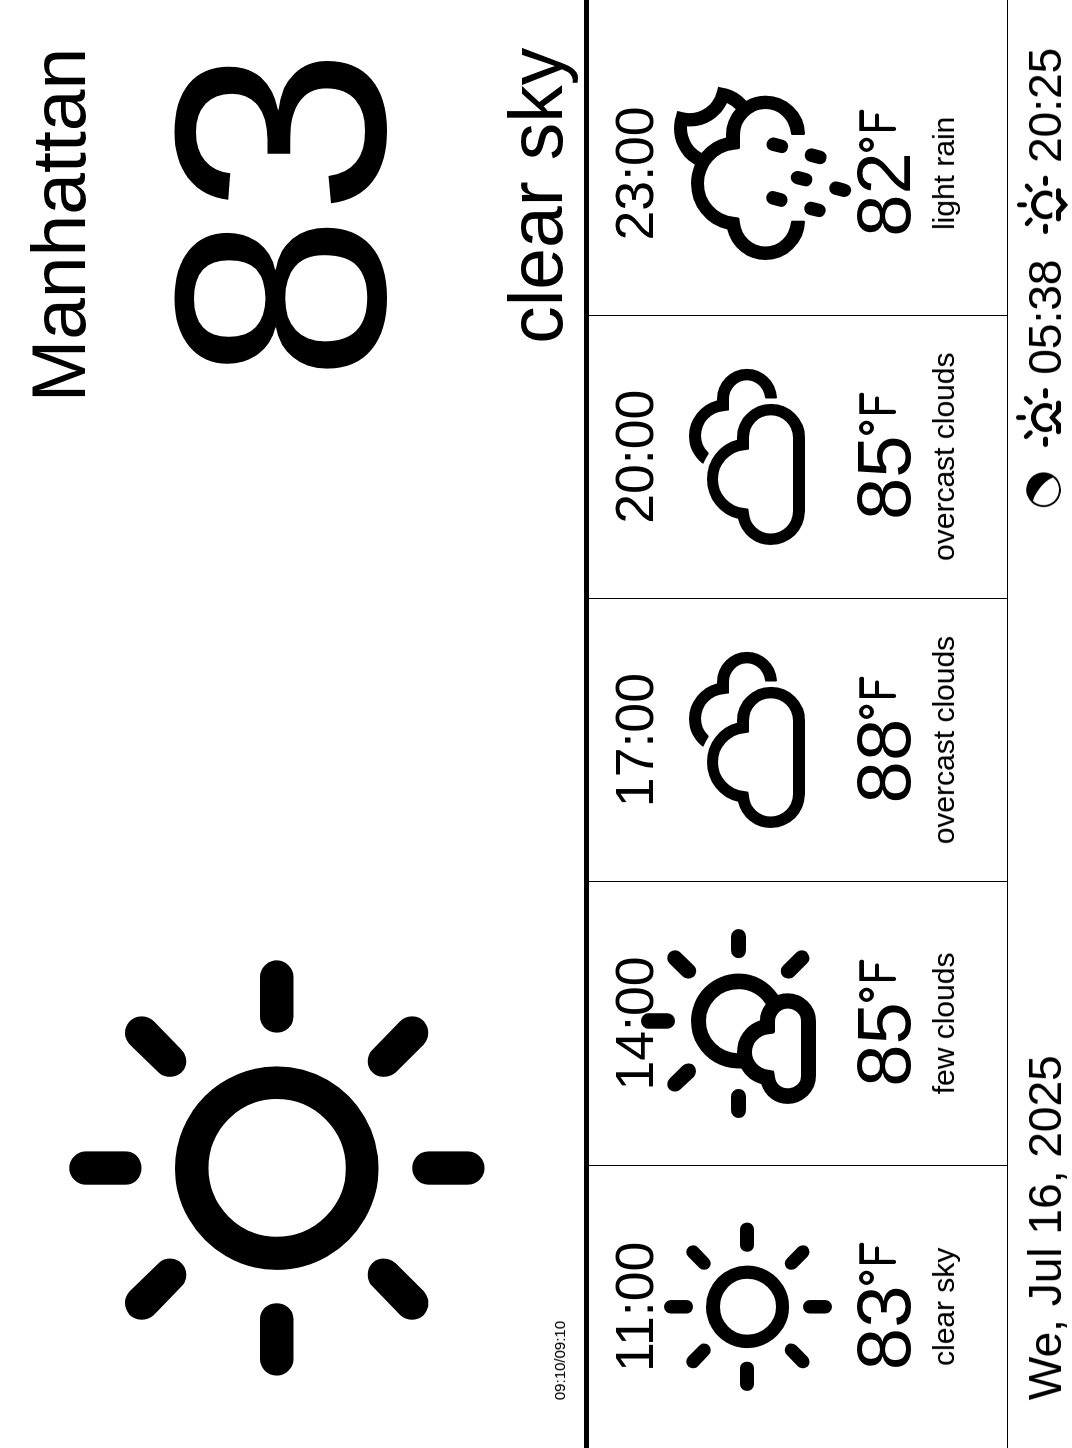 Manhattan
83
clear sky
09:10/09:10
11:00 14:00 17:00 20:00 23:00
83°F 85°F 88°F 85°F 82°F
clear sky few clouds overcast clouds overcast clouds light rain
We, Jul 16, 2025 05:38 20:25